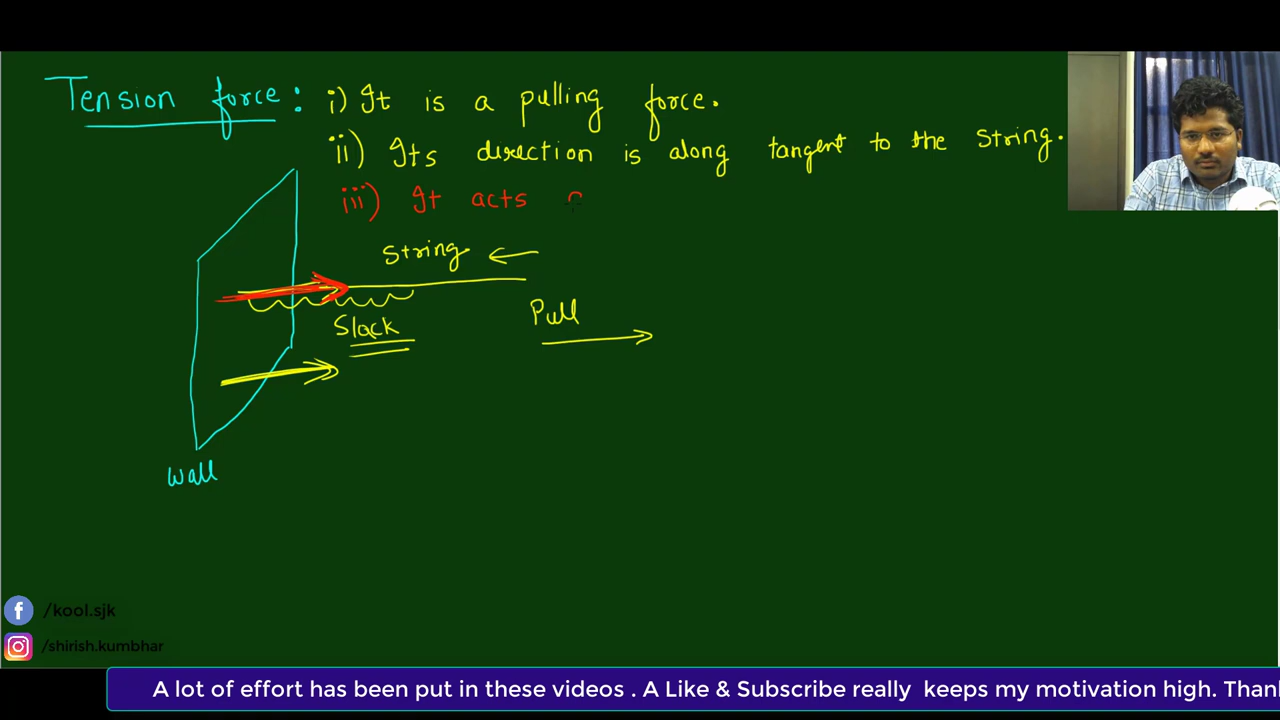 Tension force: i) It is a pulling force.
ii) Its direction is along tangent to the string.
iii) It acts
String
Pull
Slack
Wall
/kool.sjk
/shirish.kumbhar
A lot of effort has been put in these videos . A Like & Subscribe really keeps my motivation high. Thank